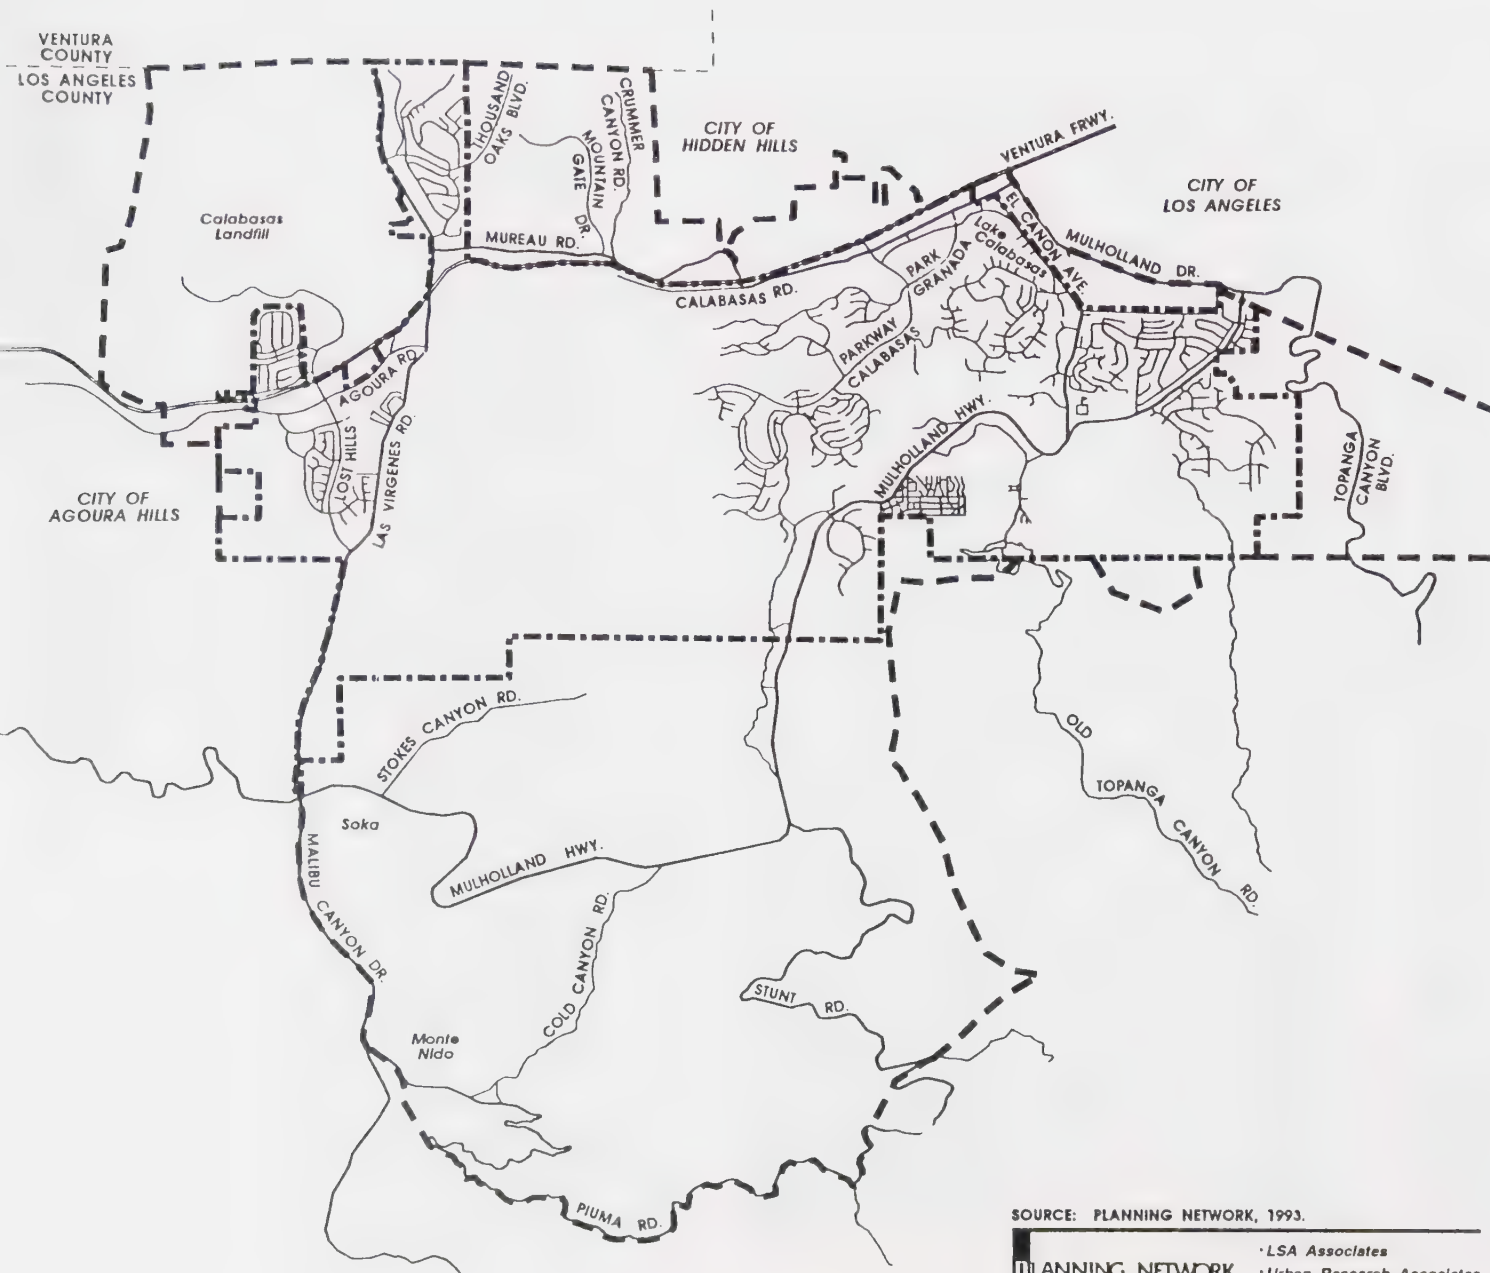 VENTURA
COUNTY
LOS ANGELES
COUNTY
THOUSAND
OAKS BLVD.
CRUMMER
CANYON RD.
MOUNTAIN
GATE
DR.
CITY OF
HIDDEN HILLS
VENTURA FRWY.
CITY OF
LOS ANGELES
Calabasas
Landfill
MUREAU RD.
EL CANON AVE.
MULHOLLAND DR.
Lake
Calabasas
PARK
GRANADA
CALABASAS RD.
PARKWAY
CALABASAS
AGOURA RD.
LOST HILLS
LAS VIRGENES RD.
MULHOLLAND HWY.
TOPANGA
CANYON
BLVD.
CITY OF
AGOURA HILLS
STOKES CANYON RD.
OLD
TOPANGA
CANYON
RD.
Soka
MALIBU
CANYON DR.
MULHOLLAND HWY.
COLD CANYON RD.
STUNT RD.
Monte
Nido
PIUMA RD.
SOURCE: PLANNING NETWORK, 1993.
PLANNING NETWORK
· LSA Associates
· Urban Research Associates